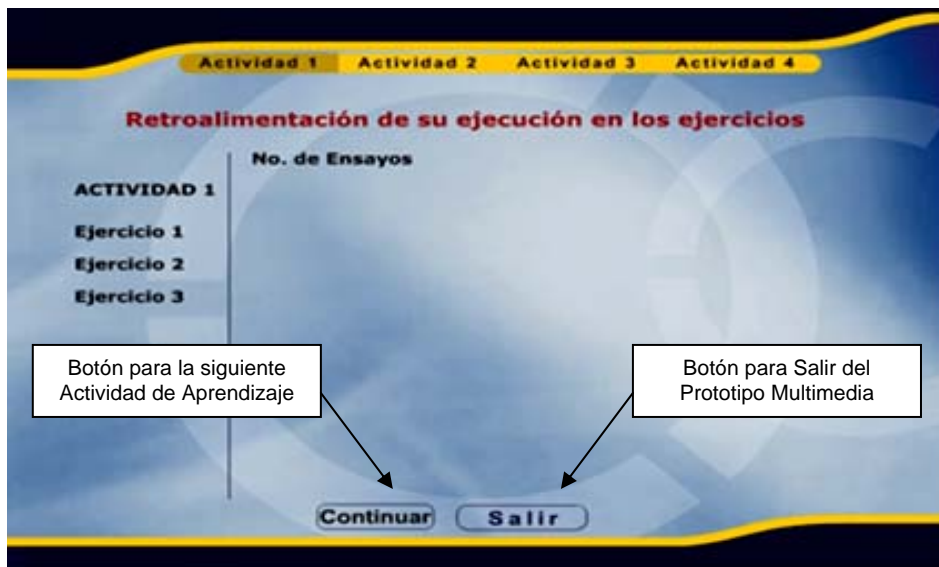 Actividad 1 Actividad 2 Actividad 3 Actividad 4
Retroalimentación de su ejecución en los ejercicios
No. de Ensayos
ACTIVIDAD 1
Ejercicio 1
Ejercicio 2
Ejercicio 3
Botón para la siguiente
Actividad de Aprendizaje
Botón para Salir del
Prototipo Multimedia
Continuar Salir